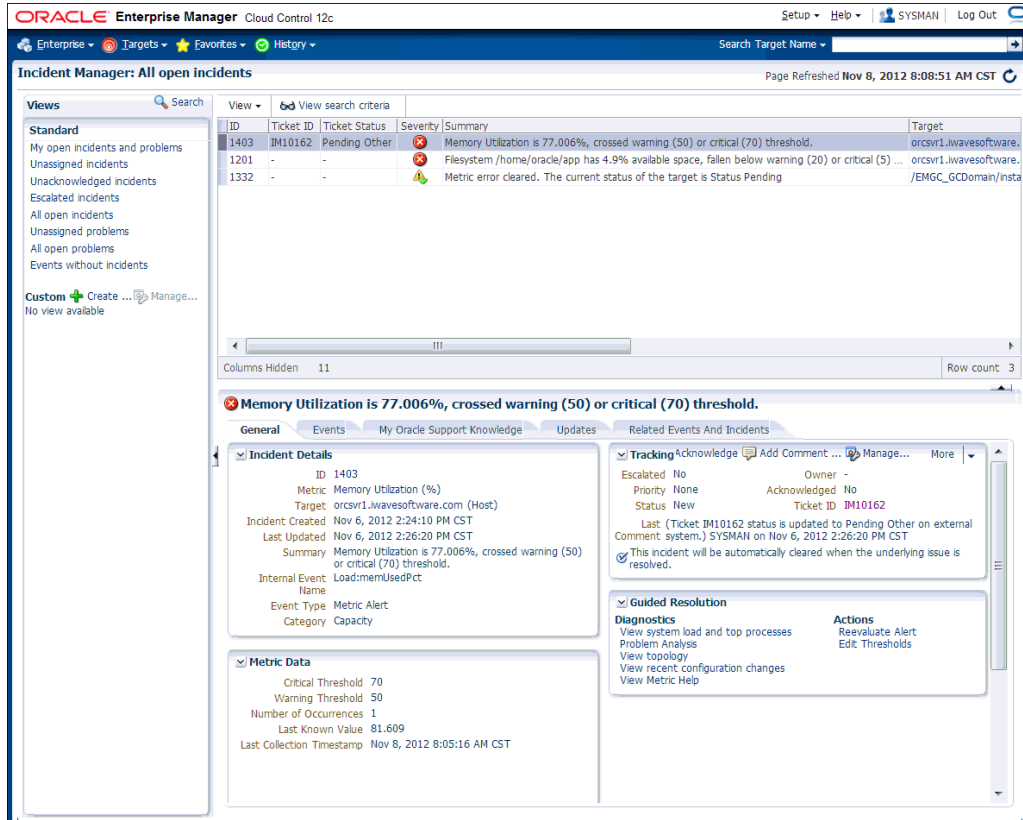 ORACLE Enterprise Manager Cloud Control 12c
Setup Help SYSMAN Log Out
Enterprise Targets Favorites History Search Target Name
Incident Manager: All open incidents
Page Refreshed Nov 8, 2012 8:08:51 AM CST
Views Search
Standard
My open incidents and problems
Unassigned incidents
Unacknowledged incidents
Escalated incidents
All open incidents
Unassigned problems
All open problems
Events without incidents
Custom Create ... Manage...
No view available
View View search criteria
ID Ticket ID Ticket Status Severity Summary Target
1403 IM10162 Pending Other Memory Utilization is 77.006%, crossed warning (50) or critical (70) threshold. orcsvr1.iwavesoftware.
1201 - - Filesystem /home/oracle/app has 4.9% available space, fallen below warning (20) or critical (5) ... orcsvr1.iwavesoftware.
1332 - - Metric error cleared. The current status of the target is Status Pending /EMGC_GCDomain/insta
Columns Hidden 11
Row count 3
Memory Utilization is 77.006%, crossed warning (50) or critical (70) threshold.
General Events My Oracle Support Knowledge Updates Related Events And Incidents
Incident Details
ID 1403
Metric Memory Utilization (%)
Target orcsvr1.iwavesoftware.com (Host)
Incident Created Nov 6, 2012 2:24:10 PM CST
Last Updated Nov 6, 2012 2:26:20 PM CST
Summary Memory Utilization is 77.006%, crossed warning (50)
or critical (70) threshold.
Internal Event Load:memUsedPct
Name
Event Type Metric Alert
Category Capacity
Metric Data
Critical Threshold 70
Warning Threshold 50
Number of Occurrences 1
Last Known Value 81.609
Last Collection Timestamp Nov 8, 2012 8:05:16 AM CST
Tracking Acknowledge Add Comment ... Manage... More
Escalated No Owner -
Priority None Acknowledged No
Status New Ticket ID IM10162
Last (Ticket IM10162 status is updated to Pending Other on external
Comment system.) SYSMAN on Nov 6, 2012 2:26:20 PM CST
This incident will be automatically cleared when the underlying issue is
resolved.
Guided Resolution
Diagnostics Actions
View system load and top processes Reevaluate Alert
Problem Analysis Edit Thresholds
View topology
View recent configuration changes
View Metric Help